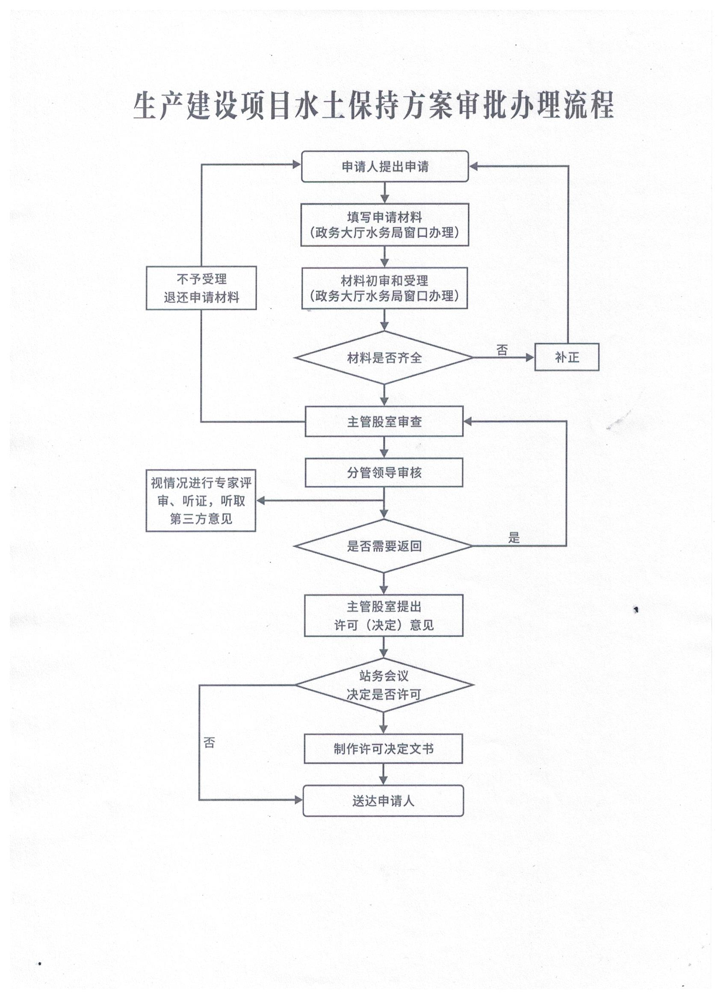 生产建设项目水土保持方案审批办理流程
申请人提出申请
填写申请材料
（政务大厅水务局窗口办理）
不予受理
退还申请材料
材料初审和受理
（政务大厅水务局窗口办理）
材料是否齐全
否
补正
主管股室审查
分管领导审核
视情况进行专家评
审、听证，听取
第三方意见
是否需要返回
是
主管股室提出
许可（决定）意见
站务会议
决定是否许可
否
制作许可决定文书
送达申请人